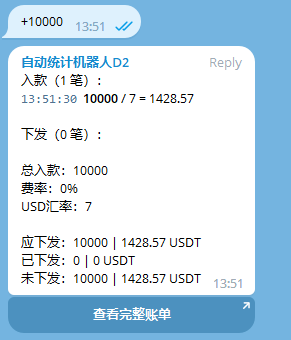 +10000 13:51
自动统计机器人D2 Reply
入款（1 笔）:
13:51:30 10000 / 7 = 1428.57
下发（0 笔）:
总入款：10000
费率：0%
USD汇率：7
应下发：10000 | 1428.57 USDT
已下发：0 | 0 USDT
未下发：10000 | 1428.57 USDT 13:51
查看完整账单